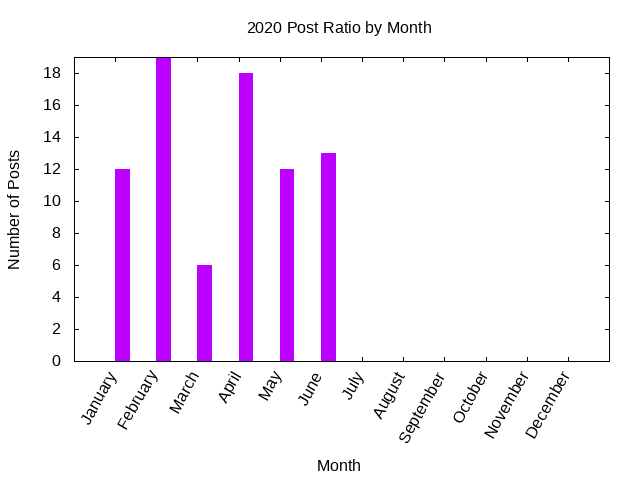 2020 Post Ratio by Month
Number of Posts
18
16
14
12
10
8
6
4
2
0
January
February
March
April
May
June
July
August
September
October
November
December
Month